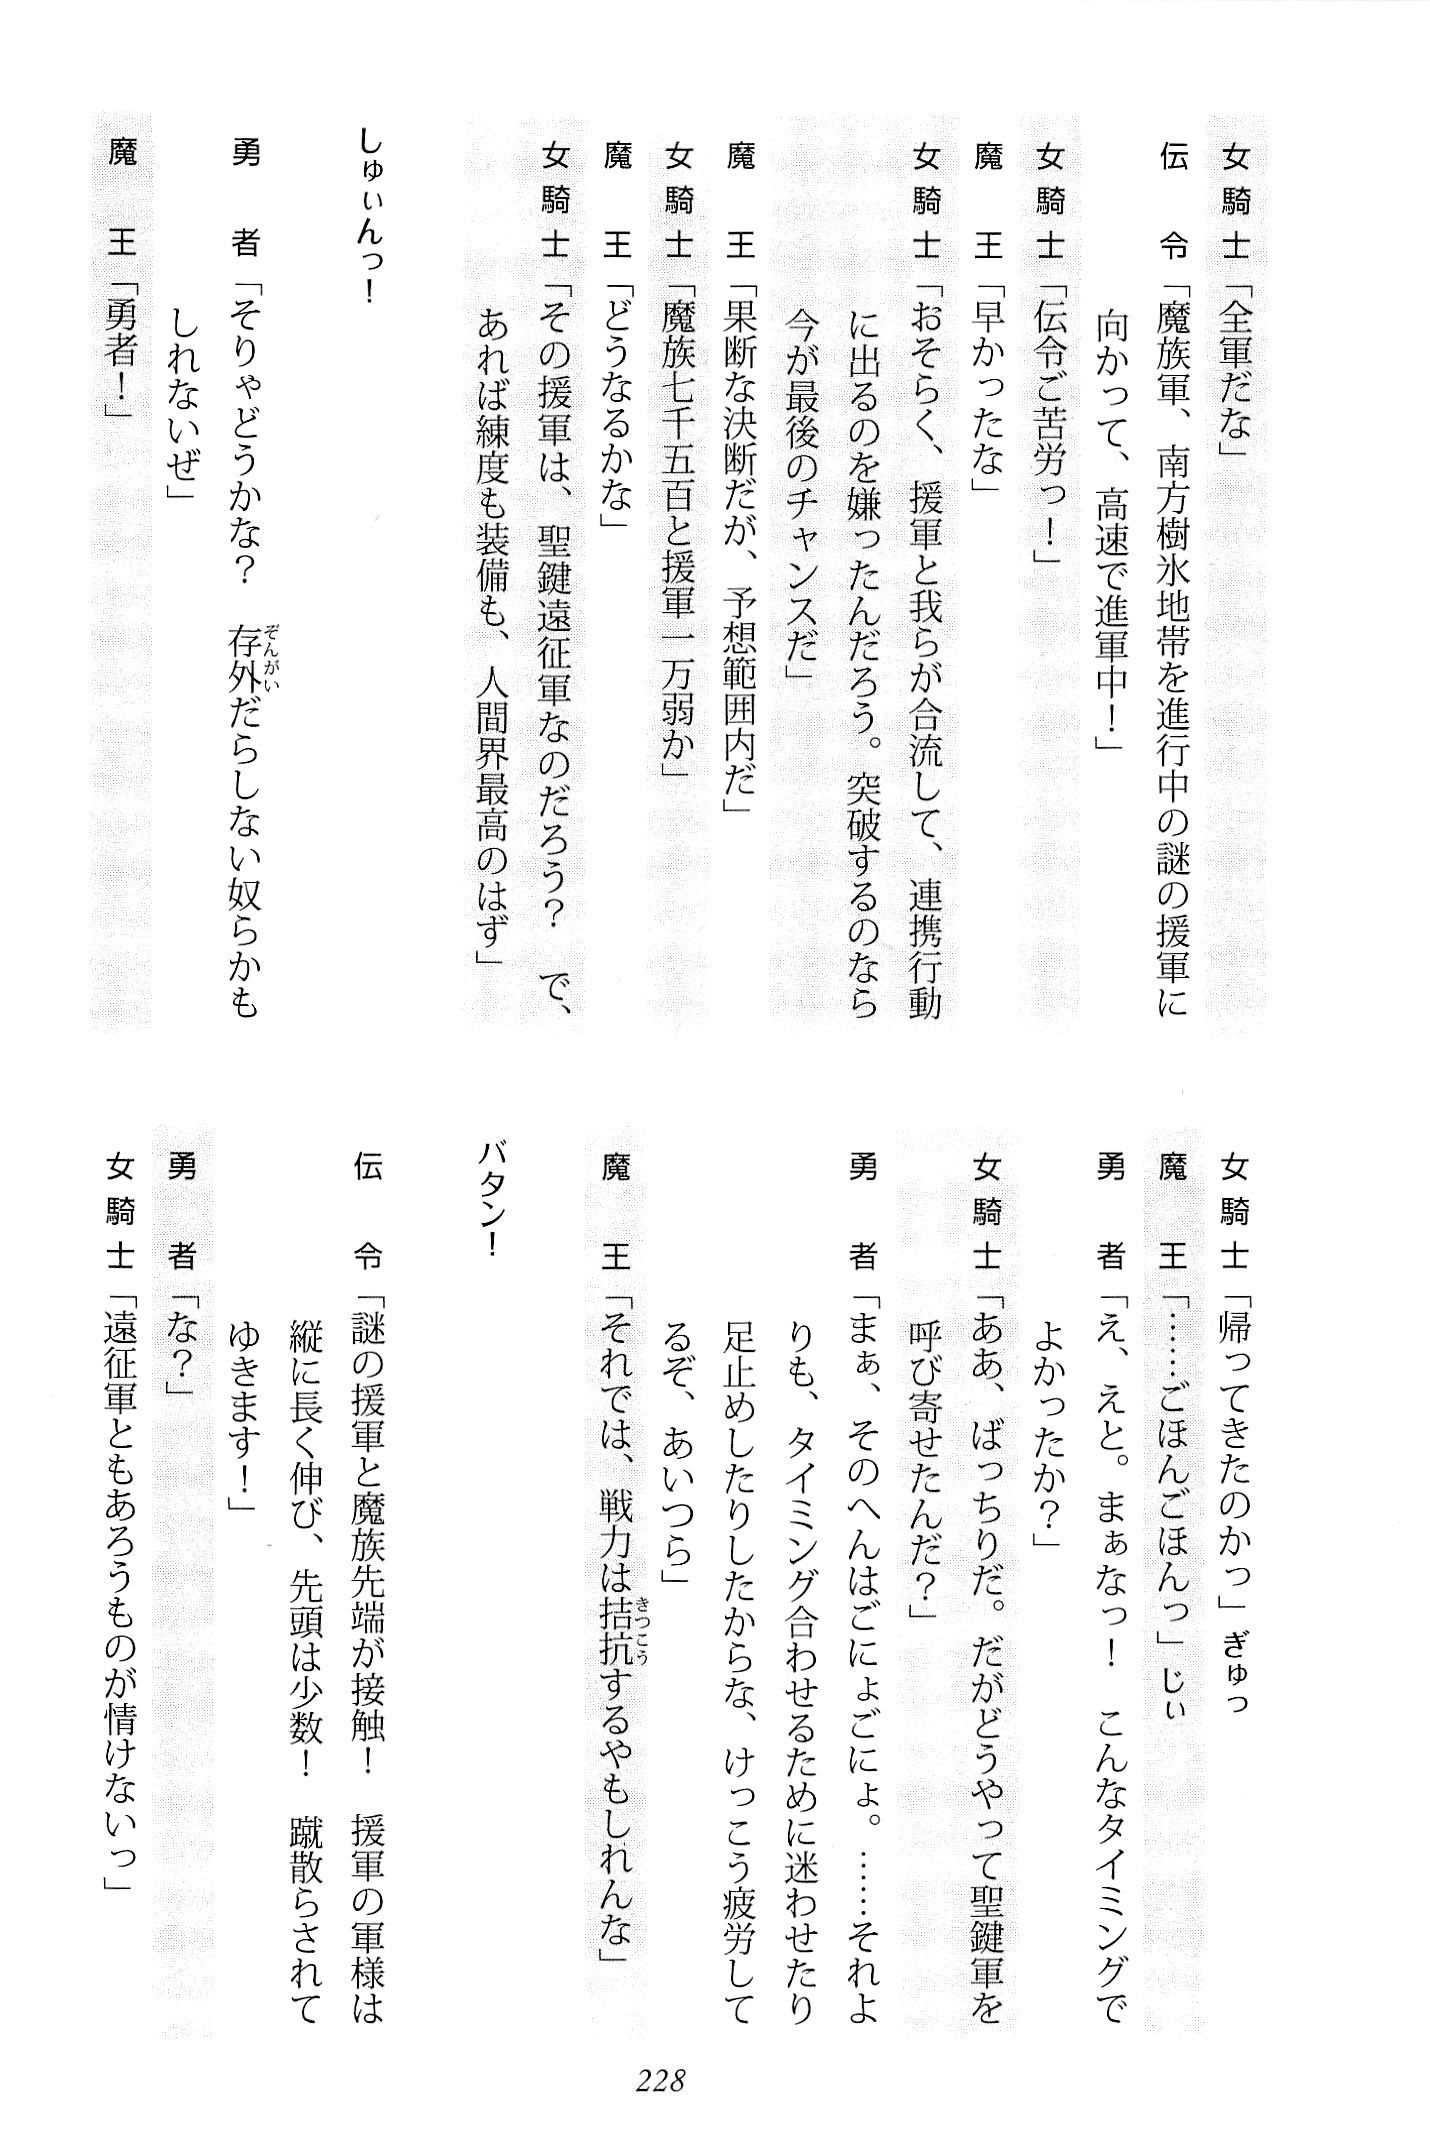 女騎士「全軍だな」
伝　令「魔族軍、南方樹氷地帯を進行中の謎の援軍に
向かって、高速で進軍中！」
女騎士「伝令ご苦労っ！」
魔　王「早かったな」
女騎士「おそらく、援軍と我らが合流して、連携行動
に出るのを嫌ったんだろう。突破するのなら
今が最後のチャンスだ」
魔　王「果断な決断だが、予想範囲内だ」
女騎士「魔族七千五百と援軍一万弱か」
魔　王「どうなるかな」
女騎士「その援軍は、聖鍵遠征軍なのだろう？　で、
あれば練度も装備も、人間界最高のはず」
しゅぃんっ！
勇　者「そりゃどうかな？　存外だらしない奴らかも
ぞんがい
しれないぜ」
魔　王「勇者！」
女騎士「帰ってきたのかっ」ぎゅっ
魔　王「……ごほんごほんっ」じぃ
勇　者「え、えと。まぁなっ！　こんなタイミングで
よかったか？」
女騎士「ああ、ばっちりだ。だがどうやって聖鍵軍を
呼び寄せたんだ？」
勇　者「まぁ、そのへんはごにょごにょ。……それよ
りも、タイミング合わせるために迷わせたり
足止めしたりしたからな、けっこう疲労して
るぞ、あいつら」
魔　王「それでは、戦力は拮抗するやもしれんな」
きっこう
バタン！
伝　令「謎の援軍と魔族先端が接触！　援軍の軍様は
縦に長く伸び、先頭は少数！　蹴散らされて
ゆきます！」
勇　者「な？」
女騎士「遠征軍ともあろうものが情けないっ」
228